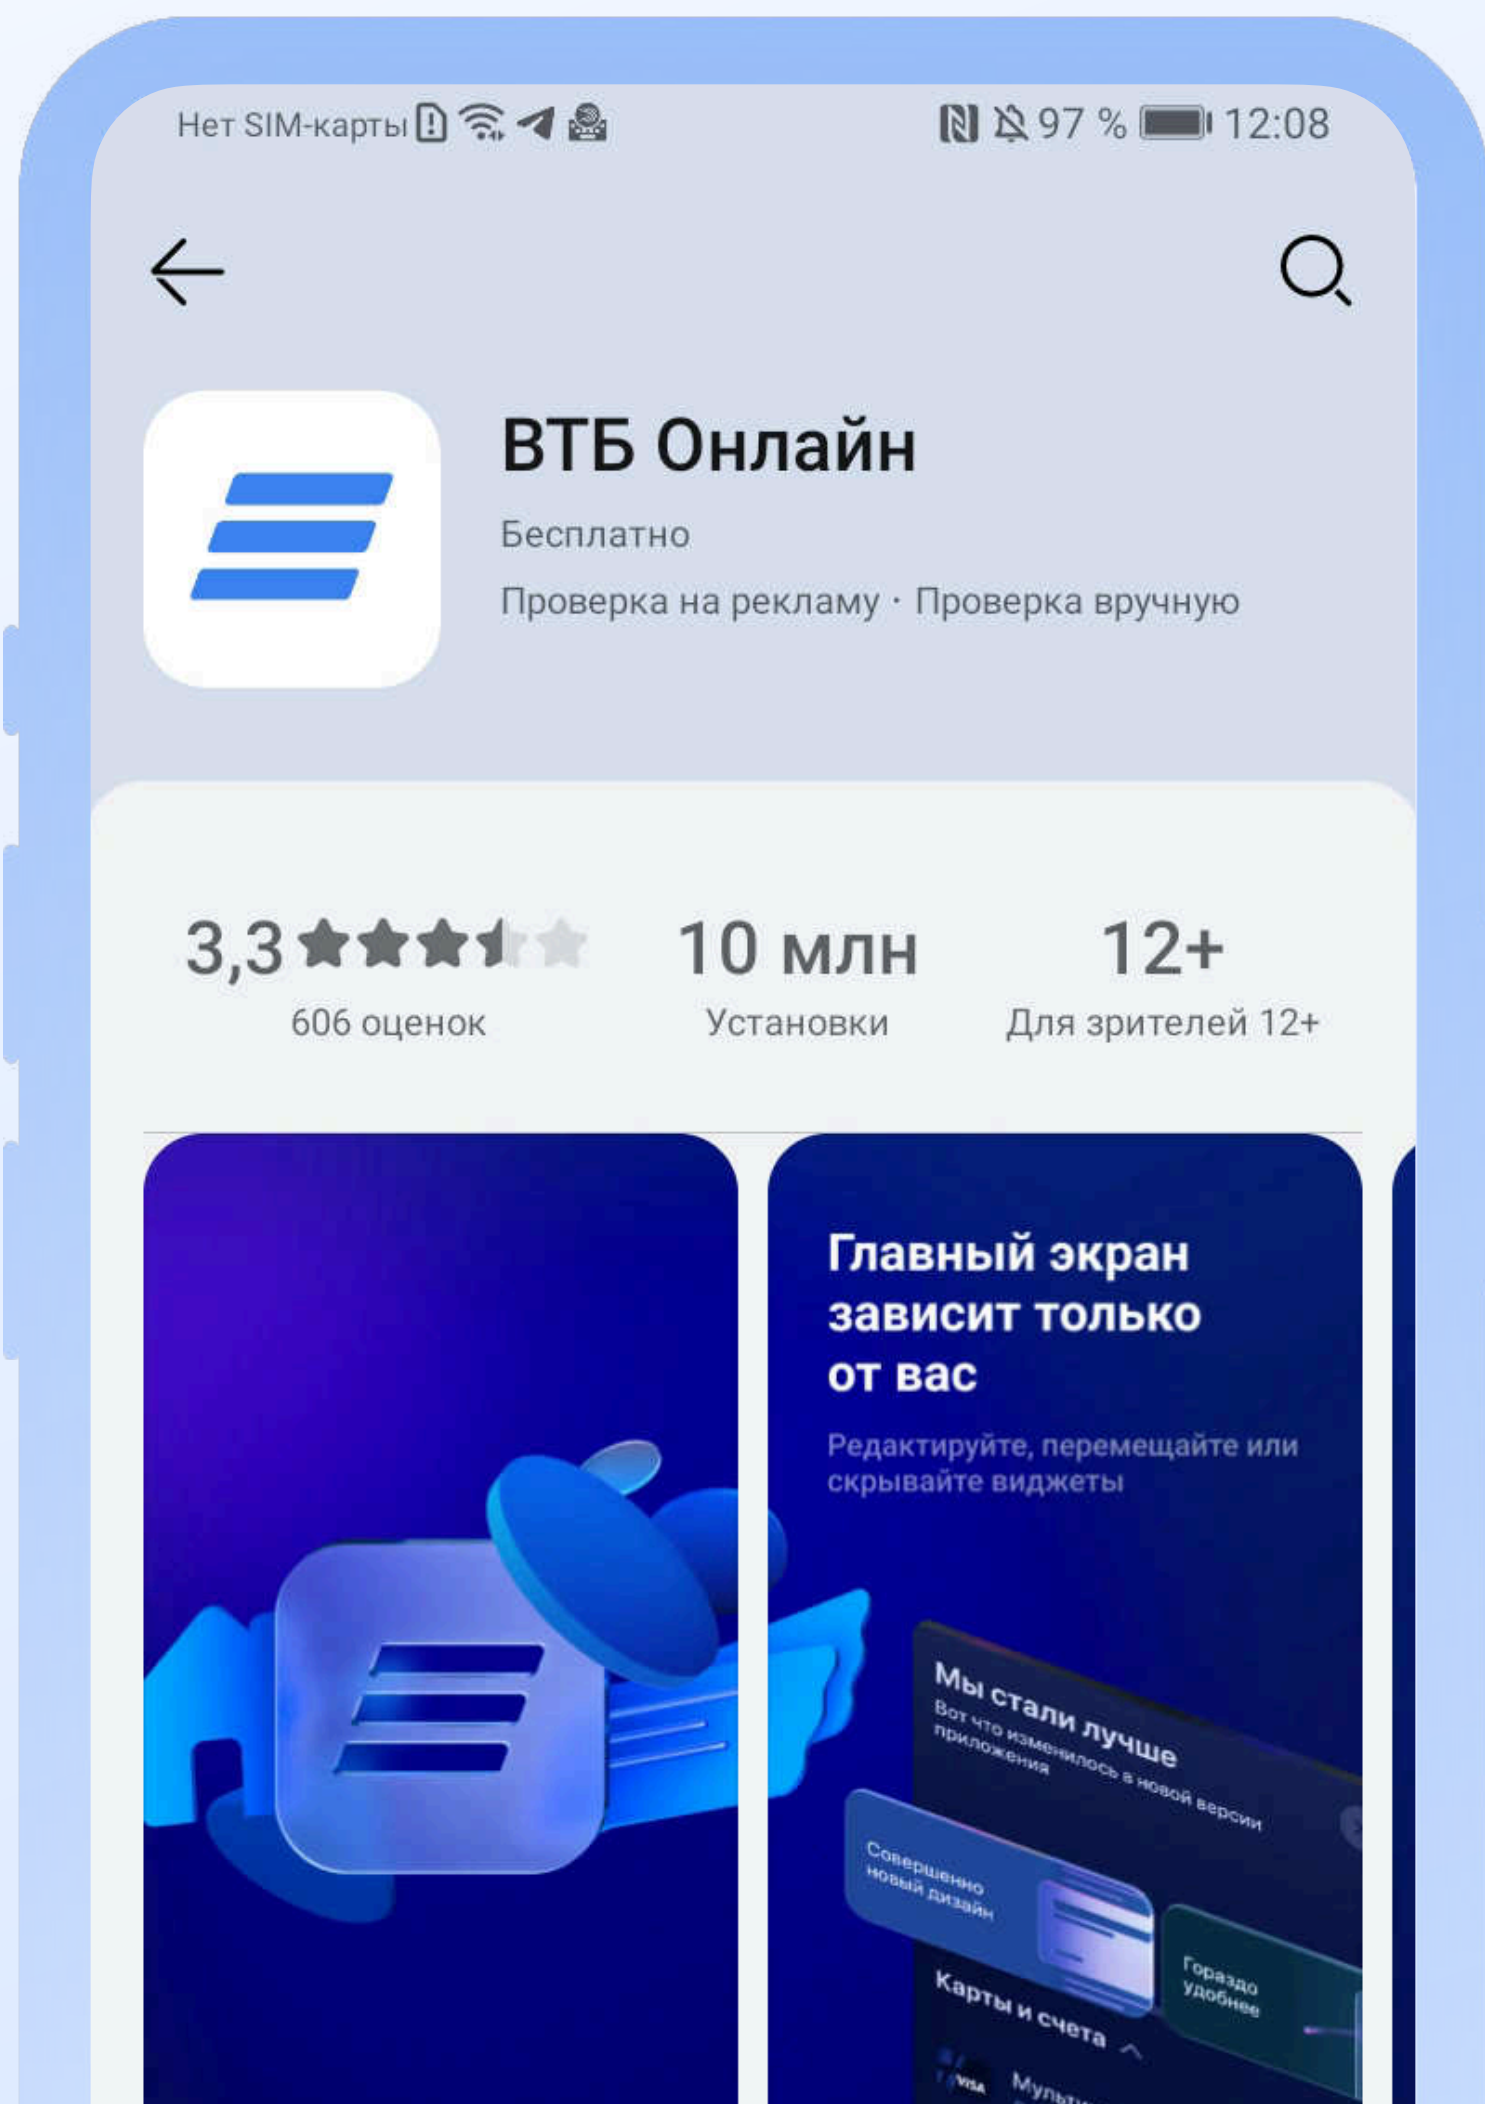 Нет SIM-карты 97 % 12:08
ВТБ Онлайн
Бесплатно
Проверка на рекламу · Проверка вручную
3,3 10 млн 12+
606 оценок Установки Для зрителей 12+
Главный экран
зависит только
от вас
Редактируйте, перемещайте или
скрывайте виджеты
Мы стали лучше
Вот что изменилось в новой версии
приложения
Совершенно
новый дизайн
Гораздо
удобнее
Карты и счета
VISA